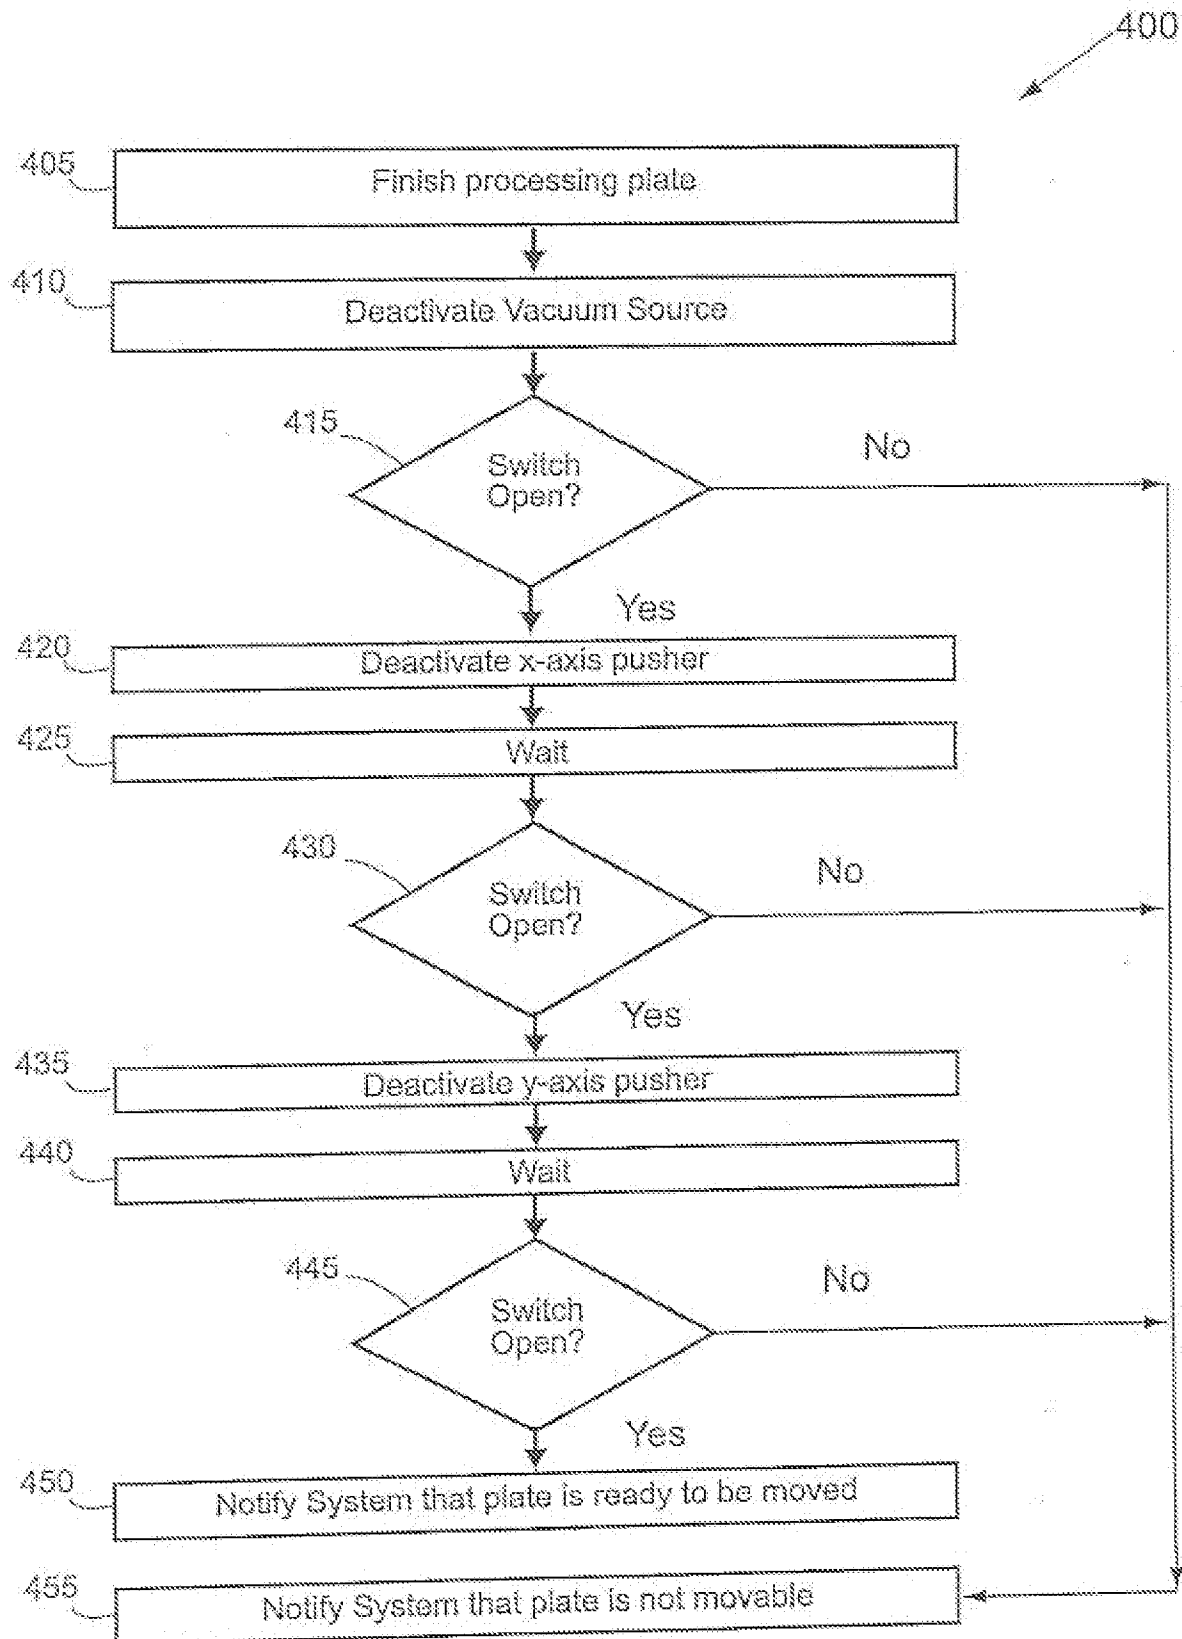 400
405
Finish processing plate
410
Deactivate Vacuum Source
415
Switch
Open?
No
Yes
420
Deactivate x-axis pusher
425
Wait
430
Switch
Open?
No
Yes
435
Deactivate y-axis pusher
440
Wait
445
Switch
Open?
No
Yes
450
Notify System that plate is ready to be moved
455
Notify System that plate is not movable